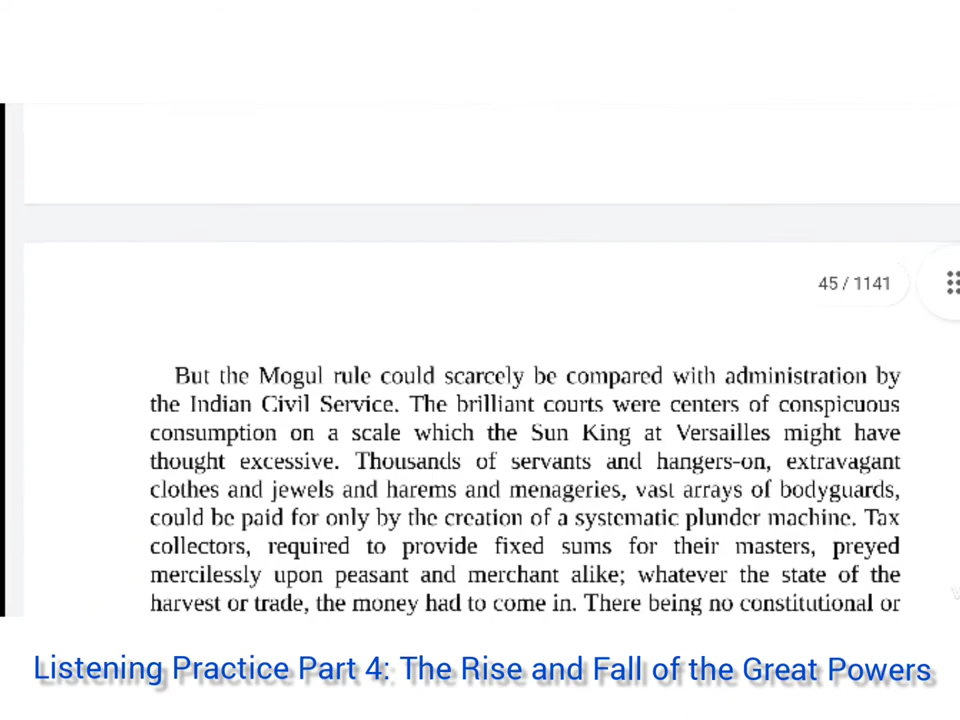 45 / 1141
But the Mogul rule could scarcely be compared with administration by
the Indian Civil Service. The brilliant courts were centers of conspicuous
consumption on a scale which the Sun King at Versailles might have
thought excessive. Thousands of servants and hangers-on, extravagant
clothes and jewels and harems and menageries, vast arrays of bodyguards,
could be paid for only by the creation of a systematic plunder machine. Tax
collectors, required to provide fixed sums for their masters, preyed
mercilessly upon peasant and merchant alike; whatever the state of the
harvest or trade, the money had to come in. There being no constitutional or
Listening Practice Part 4: The Rise and Fall of the Great Powers